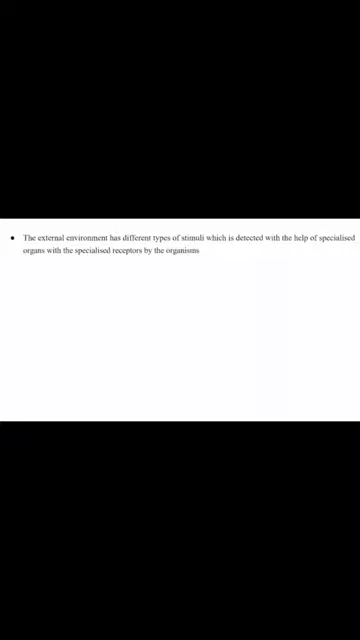 • The external environment has different types of stimuli which is detected with the help of specialised
organs with the specialised receptors by the organisms